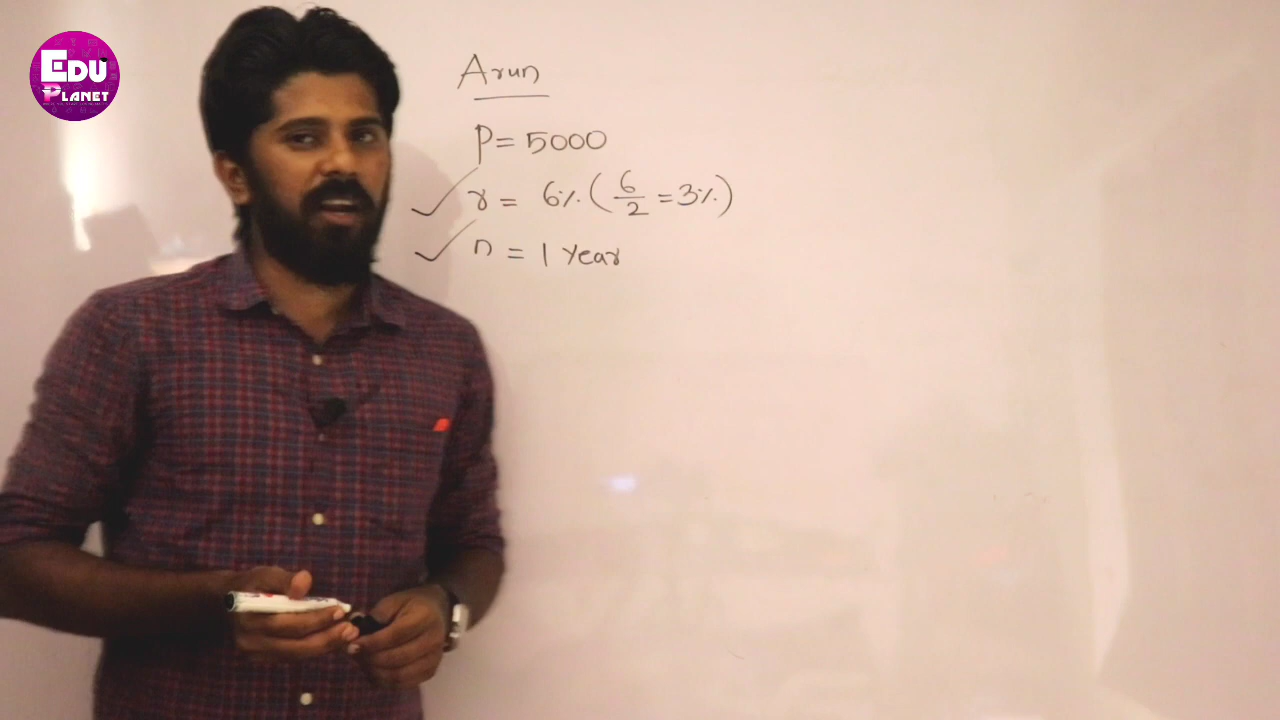 EDU
PLANET
Arun
P = 5000
r = 6% ( 6/2 = 3% )
n = 1 Year